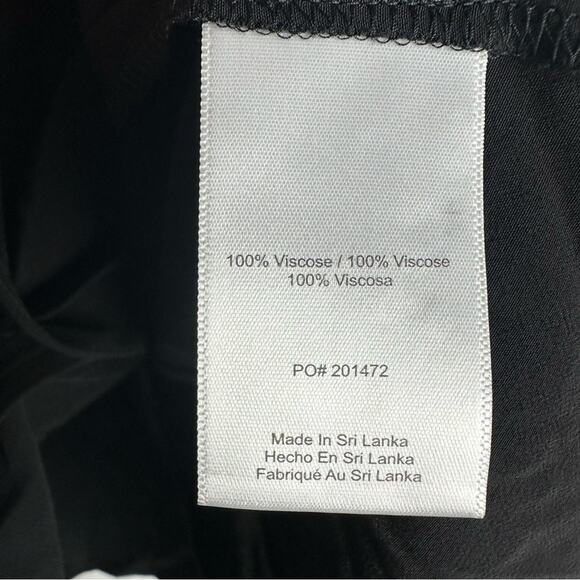 100% Viscose / 100% Viscose
100% Viscosa
PO# 201472
Made In Sri Lanka
Hecho En Sri Lanka
Fabriqué Au Sri Lanka